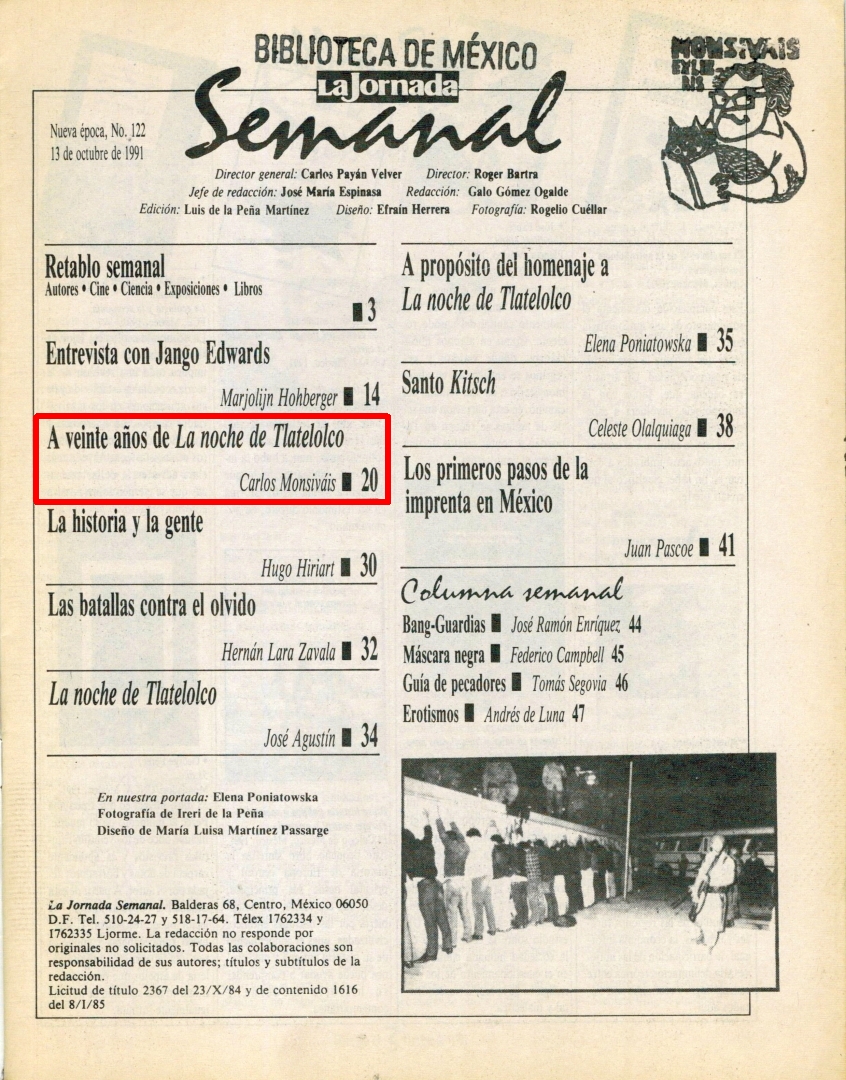 BIBLIOTECA DE MÉXICO
La Jornada
Semanal
MONSIVAIS
EXLIB
RIS
Nueva época, No. 122
13 de octubre de 1991
Director general: Carlos Payán Velver Director: Roger Bartra
Jefe de redacción: José María Espinasa Redacción: Galo Gómez Ogalde
Edición: Luis de la Peña Martínez Diseño: Efraín Herrera Fotografía: Rogelio Cuéllar
Retablo semanal
Autores • Cine • Ciencia • Exposiciones • Libros
3
Entrevista con Jango Edwards
Marjolijn Hohberger 14
A veinte años de La noche de Tlatelolco
Carlos Monsiváis 20
La historia y la gente
Hugo Hiriart 30
Las batallas contra el olvido
Hernán Lara Zavala 32
La noche de Tlatelolco
José Agustín 34
En nuestra portada: Elena Poniatowska
Fotografía de Ireri de la Peña
Diseño de María Luisa Martínez Passarge
La Jornada Semanal. Balderas 68, Centro, México 06050
D.F. Tel. 510-24-27 y 518-17-64. Télex 1762334 y
1762335 Ljorme. La redacción no responde por
originales no solicitados. Todas las colaboraciones son
responsabilidad de sus autores; títulos y subtítulos de la
redacción.
Licitud de título 2367 del 23/X/84 y de contenido 1616
del 8/I/85
A propósito del homenaje a
La noche de Tlatelolco
Elena Poniatowska 35
Santo Kitsch
Celeste Olalquiaga 38
Los primeros pasos de la
imprenta en México
Juan Pascoe 41
Columna semanal
Bang-Guardias José Ramón Enríquez 44
Máscara negra Federico Campbell 45
Guía de pecadores Tomás Segovia 46
Erotismos Andrés de Luna 47